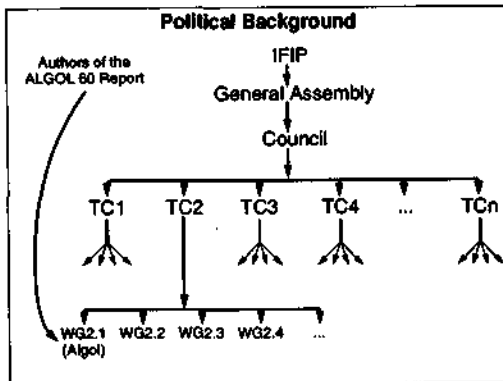 Political Background
Authors of the
ALGOL 60 Report
IFIP
General Assembly
Council
TC1 TC2 TC3 TC4 ... TCn
WG2.1 WG2.2 WG2.3 WG2.4 ...
(Algol)